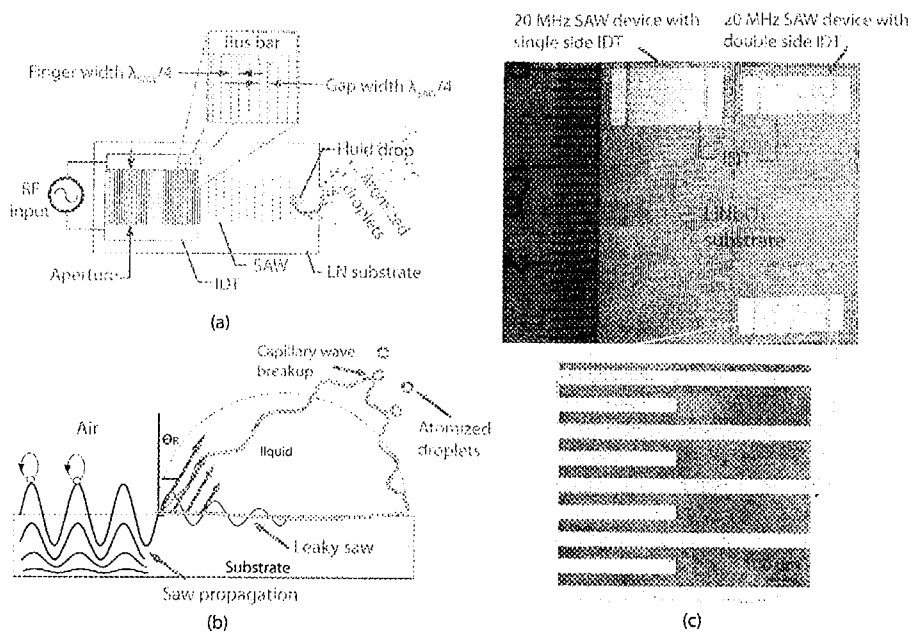 Bus bar
Finger width λSAW/4
Gap width λSAW/4
Fluid drop
Atomized
droplets
RF
input
Aperture
SAW
IDT
LN substrate
(a)
Capillary wave
breakup
Air
ΘR
liquid
Atomized
droplets
Leaky saw
Substrate
Saw propagation
(b)
20 MHz SAW device with
single side IDT
20 MHz SAW device with
double side IDT
IDT
substrate
(c)